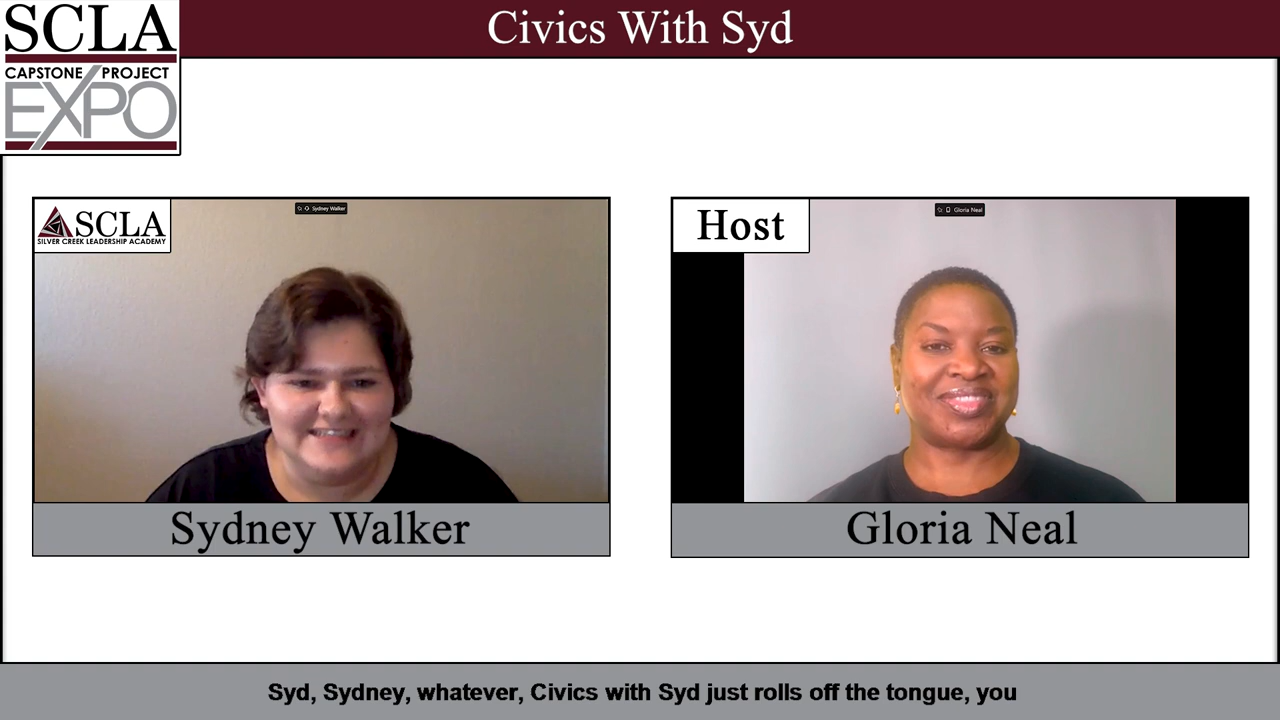 SCLA
CAPSTONE PROJECT
EXPO
Civics With Syd
SCLA
SILVER CREEK LEADERSHIP ACADEMY
Sydney Walker
Host
Gloria Neal
Sydney Walker
Gloria Neal
Syd, Sydney, whatever, Civics with Syd just rolls off the tongue, you